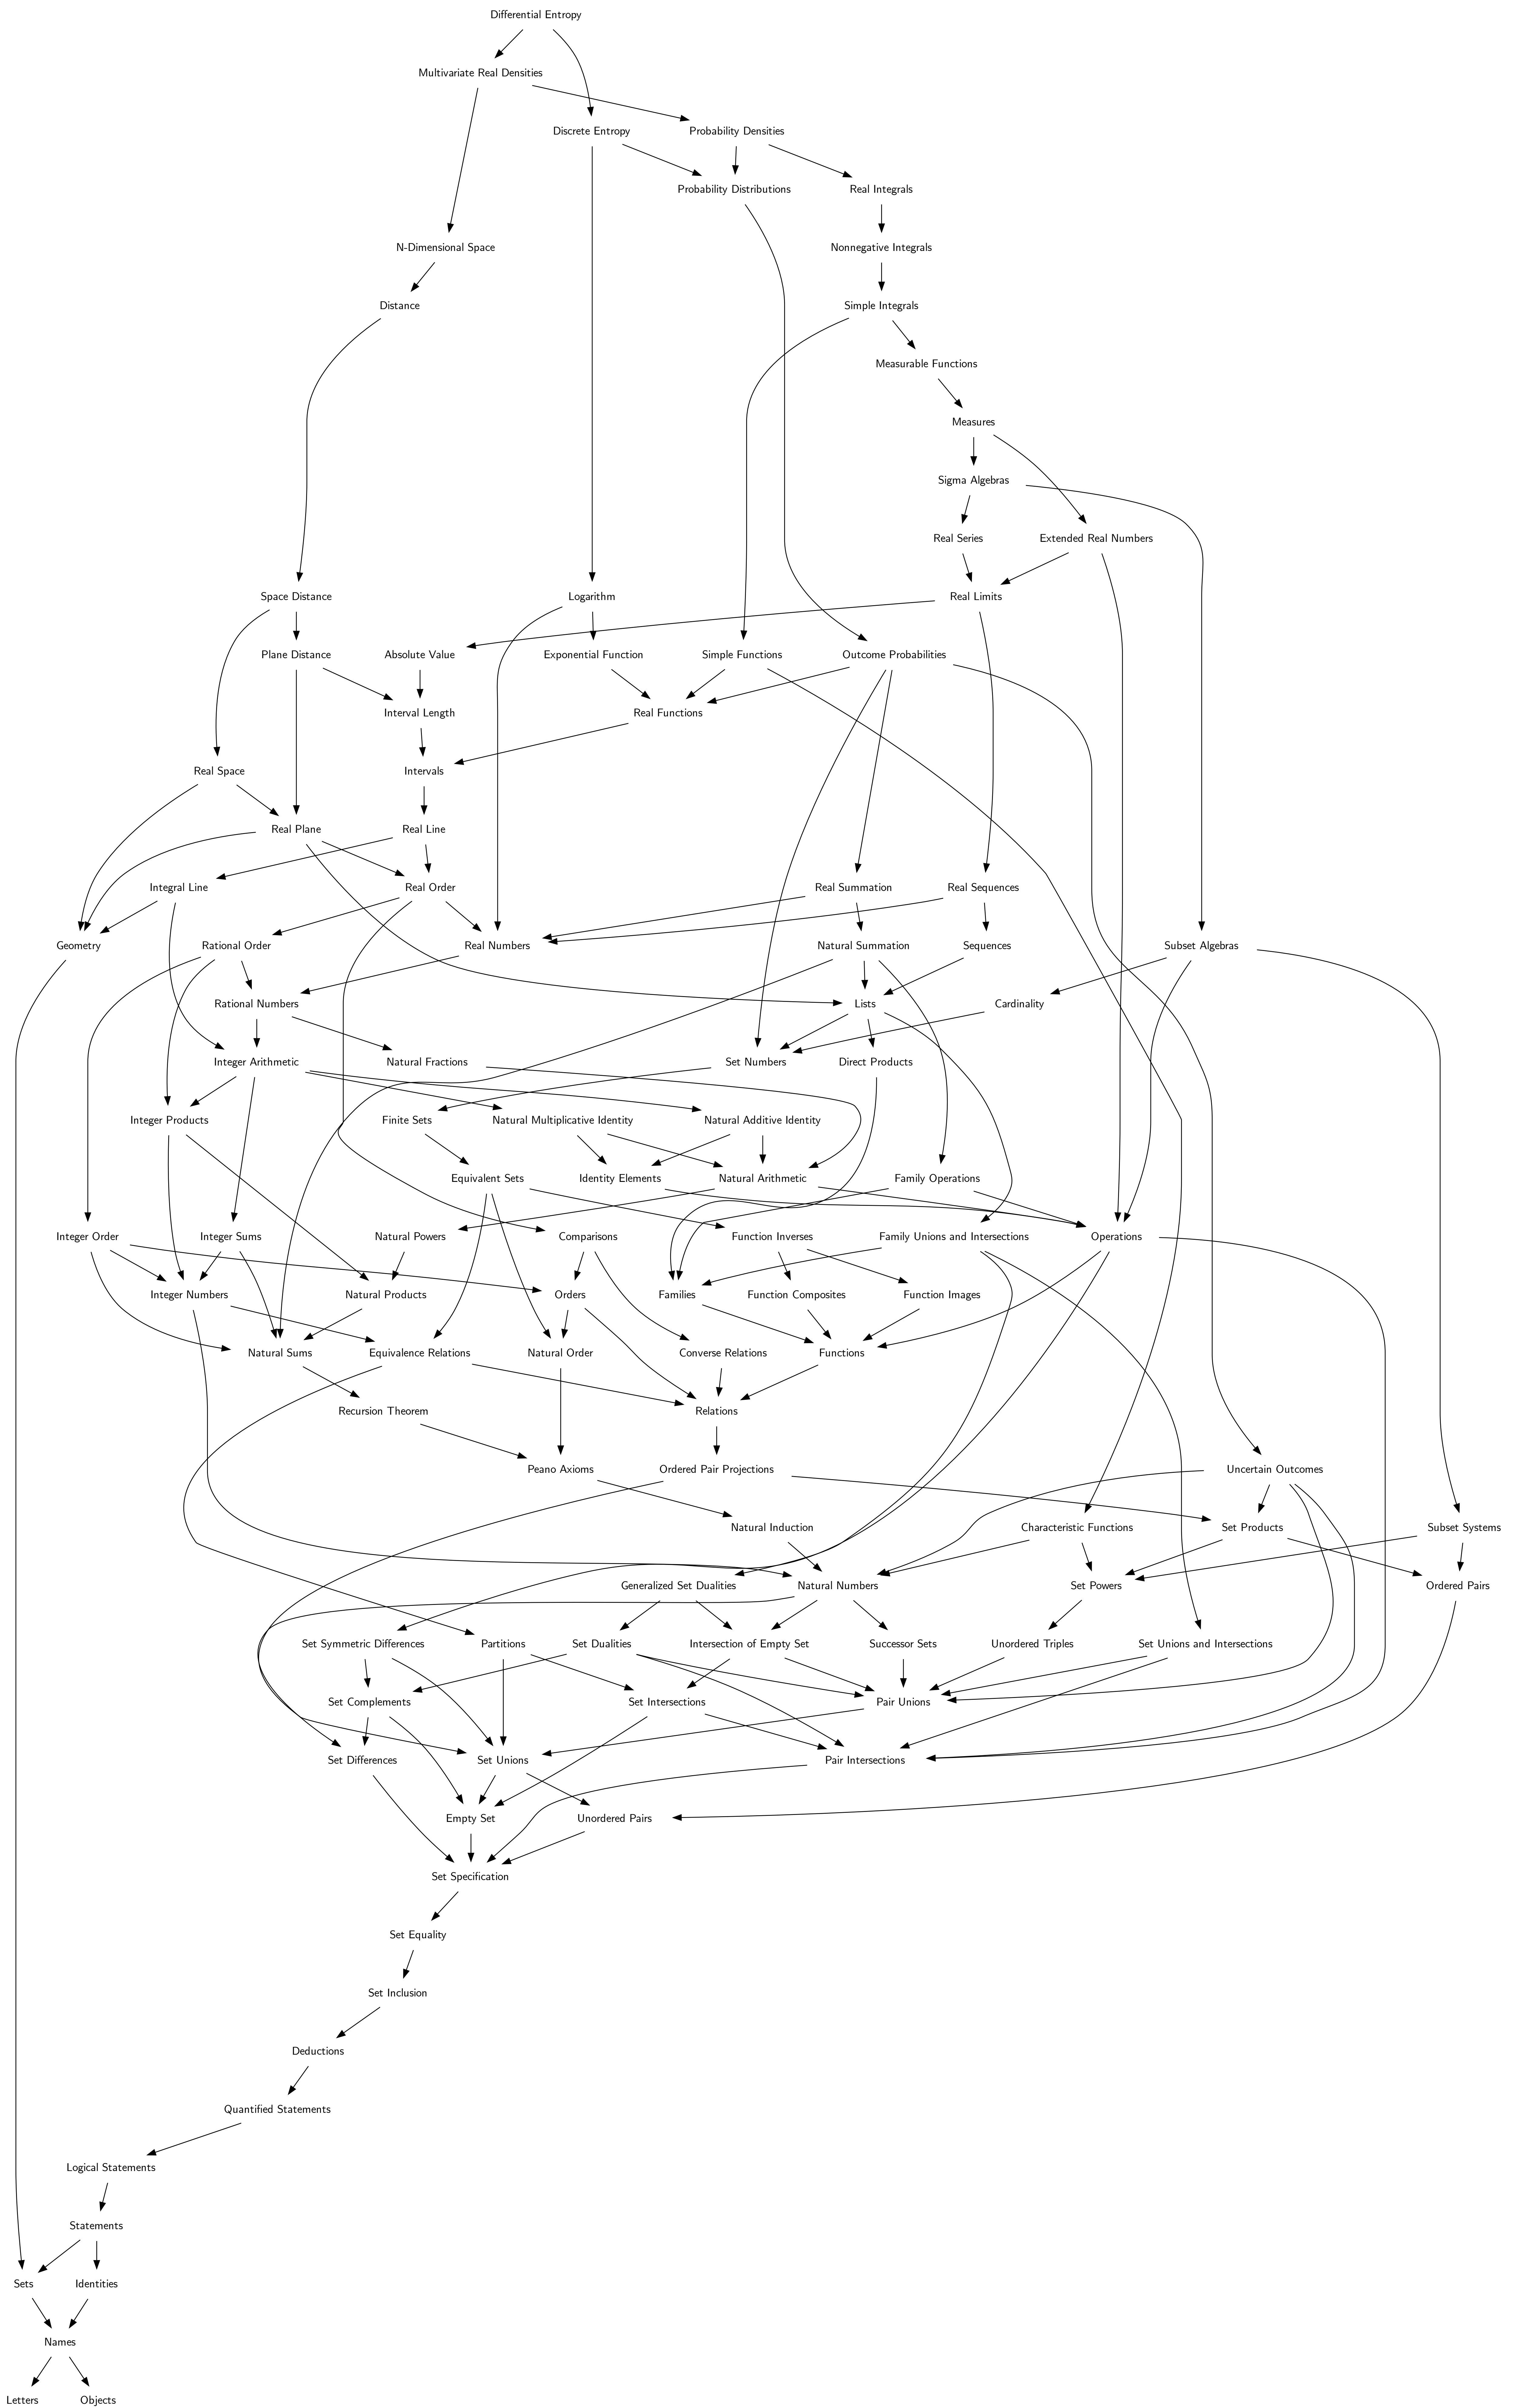 Differential Entropy
Multivariate Real Densities
Discrete Entropy
Probability Densities
Probability Distributions
Real Integrals
N-Dimensional Space
Nonnegative Integrals
Distance
Simple Integrals
Measurable Functions
Measures
Sigma Algebras
Real Series
Extended Real Numbers
Space Distance
Logarithm
Real Limits
Plane Distance
Absolute Value
Exponential Function
Simple Functions
Outcome Probabilities
Interval Length
Real Functions
Real Space
Intervals
Real Plane
Real Line
Integral Line
Real Order
Real Summation
Real Sequences
Geometry
Rational Order
Real Numbers
Natural Summation
Sequences
Subset Algebras
Rational Numbers
Lists
Cardinality
Integer Arithmetic
Natural Fractions
Set Numbers
Direct Products
Integer Products
Finite Sets
Natural Multiplicative Identity
Natural Additive Identity
Equivalent Sets
Identity Elements
Natural Arithmetic
Family Operations
Integer Order
Integer Sums
Natural Powers
Comparisons
Function Inverses
Family Unions and Intersections
Operations
Integer Numbers
Natural Products
Orders
Families
Function Composites
Function Images
Natural Sums
Equivalence Relations
Natural Order
Converse Relations
Functions
Recursion Theorem
Relations
Peano Axioms
Ordered Pair Projections
Uncertain Outcomes
Natural Induction
Characteristic Functions
Set Products
Subset Systems
Generalized Set Dualities
Natural Numbers
Set Powers
Ordered Pairs
Set Symmetric Differences
Partitions
Set Dualities
Intersection of Empty Set
Successor Sets
Unordered Triples
Set Unions and Intersections
Set Complements
Set Intersections
Pair Unions
Set Differences
Set Unions
Pair Intersections
Empty Set
Unordered Pairs
Set Specification
Set Equality
Set Inclusion
Deductions
Quantified Statements
Logical Statements
Statements
Sets
Identities
Names
Letters
Objects